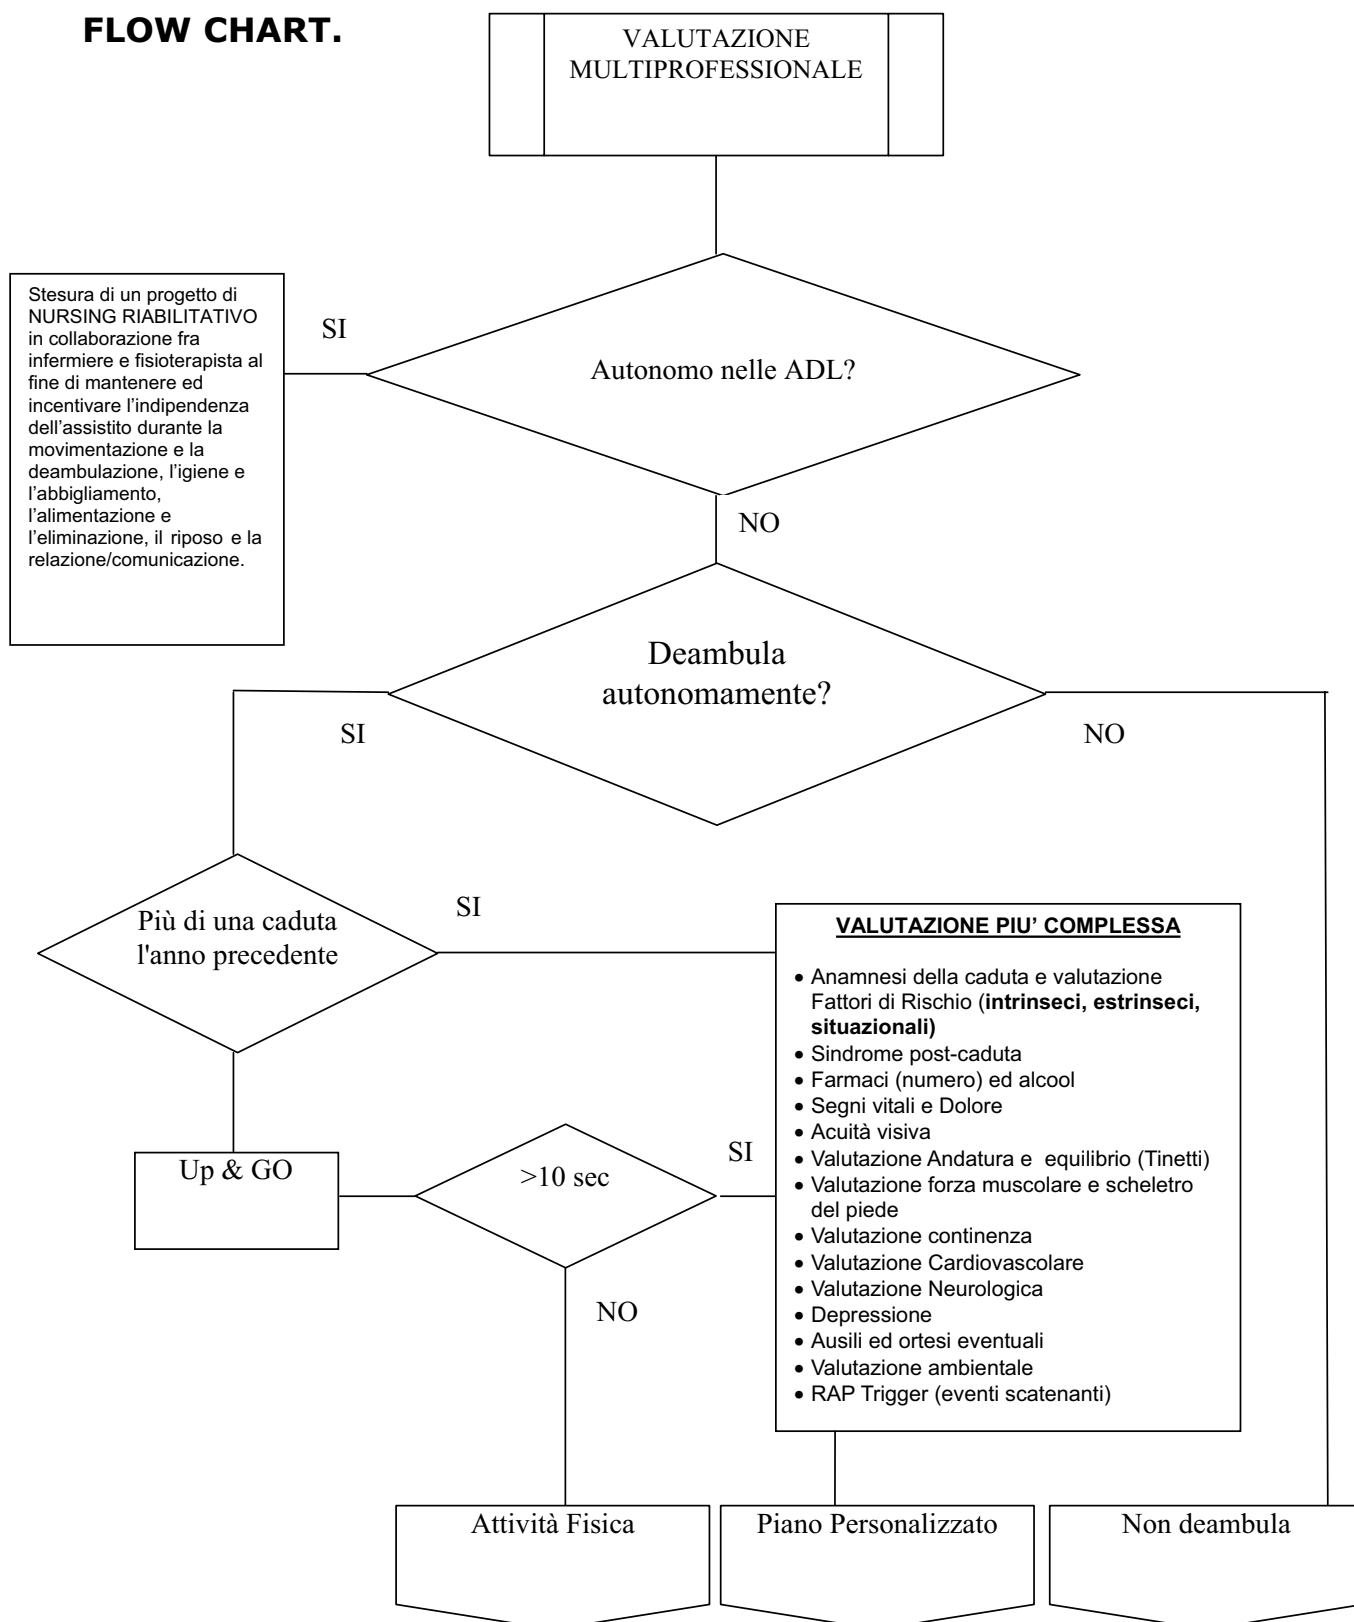 FLOW CHART.
VALUTAZIONE
MULTIPROFESSIONALE
Stesura di un progetto di
NURSING RIABILITATIVO
in collaborazione fra
infermiere e fisioterapista al
fine di mantenere ed
incentivare l'indipendenza
dell'assistito durante la
movimentazione e la
deambulazione, l'igiene e
l'abbigliamento,
l'alimentazione e
l'eliminazione, il riposo e la
relazione/comunicazione.
SI
Autonomo nelle ADL?
NO
Deambula
autonomamente?
SI
NO
Più di una caduta
l'anno precedente
SI
VALUTAZIONE PIU' COMPLESSA
• Anamnesi della caduta e valutazione
Fattori di Rischio (intrinseci, estrinseci,
situazionali)
• Sindrome post-caduta
• Farmaci (numero) ed alcool
• Segni vitali e Dolore
• Acuità visiva
• Valutazione Andatura e equilibrio (Tinetti)
• Valutazione forza muscolare e scheletro
del piede
• Valutazione continenza
• Valutazione Cardiovascolare
• Valutazione Neurologica
• Depressione
• Ausili ed ortesi eventuali
• Valutazione ambientale
• RAP Trigger (eventi scatenanti)
Up & GO
>10 sec
SI
NO
Attività Fisica
Piano Personalizzato
Non deambula